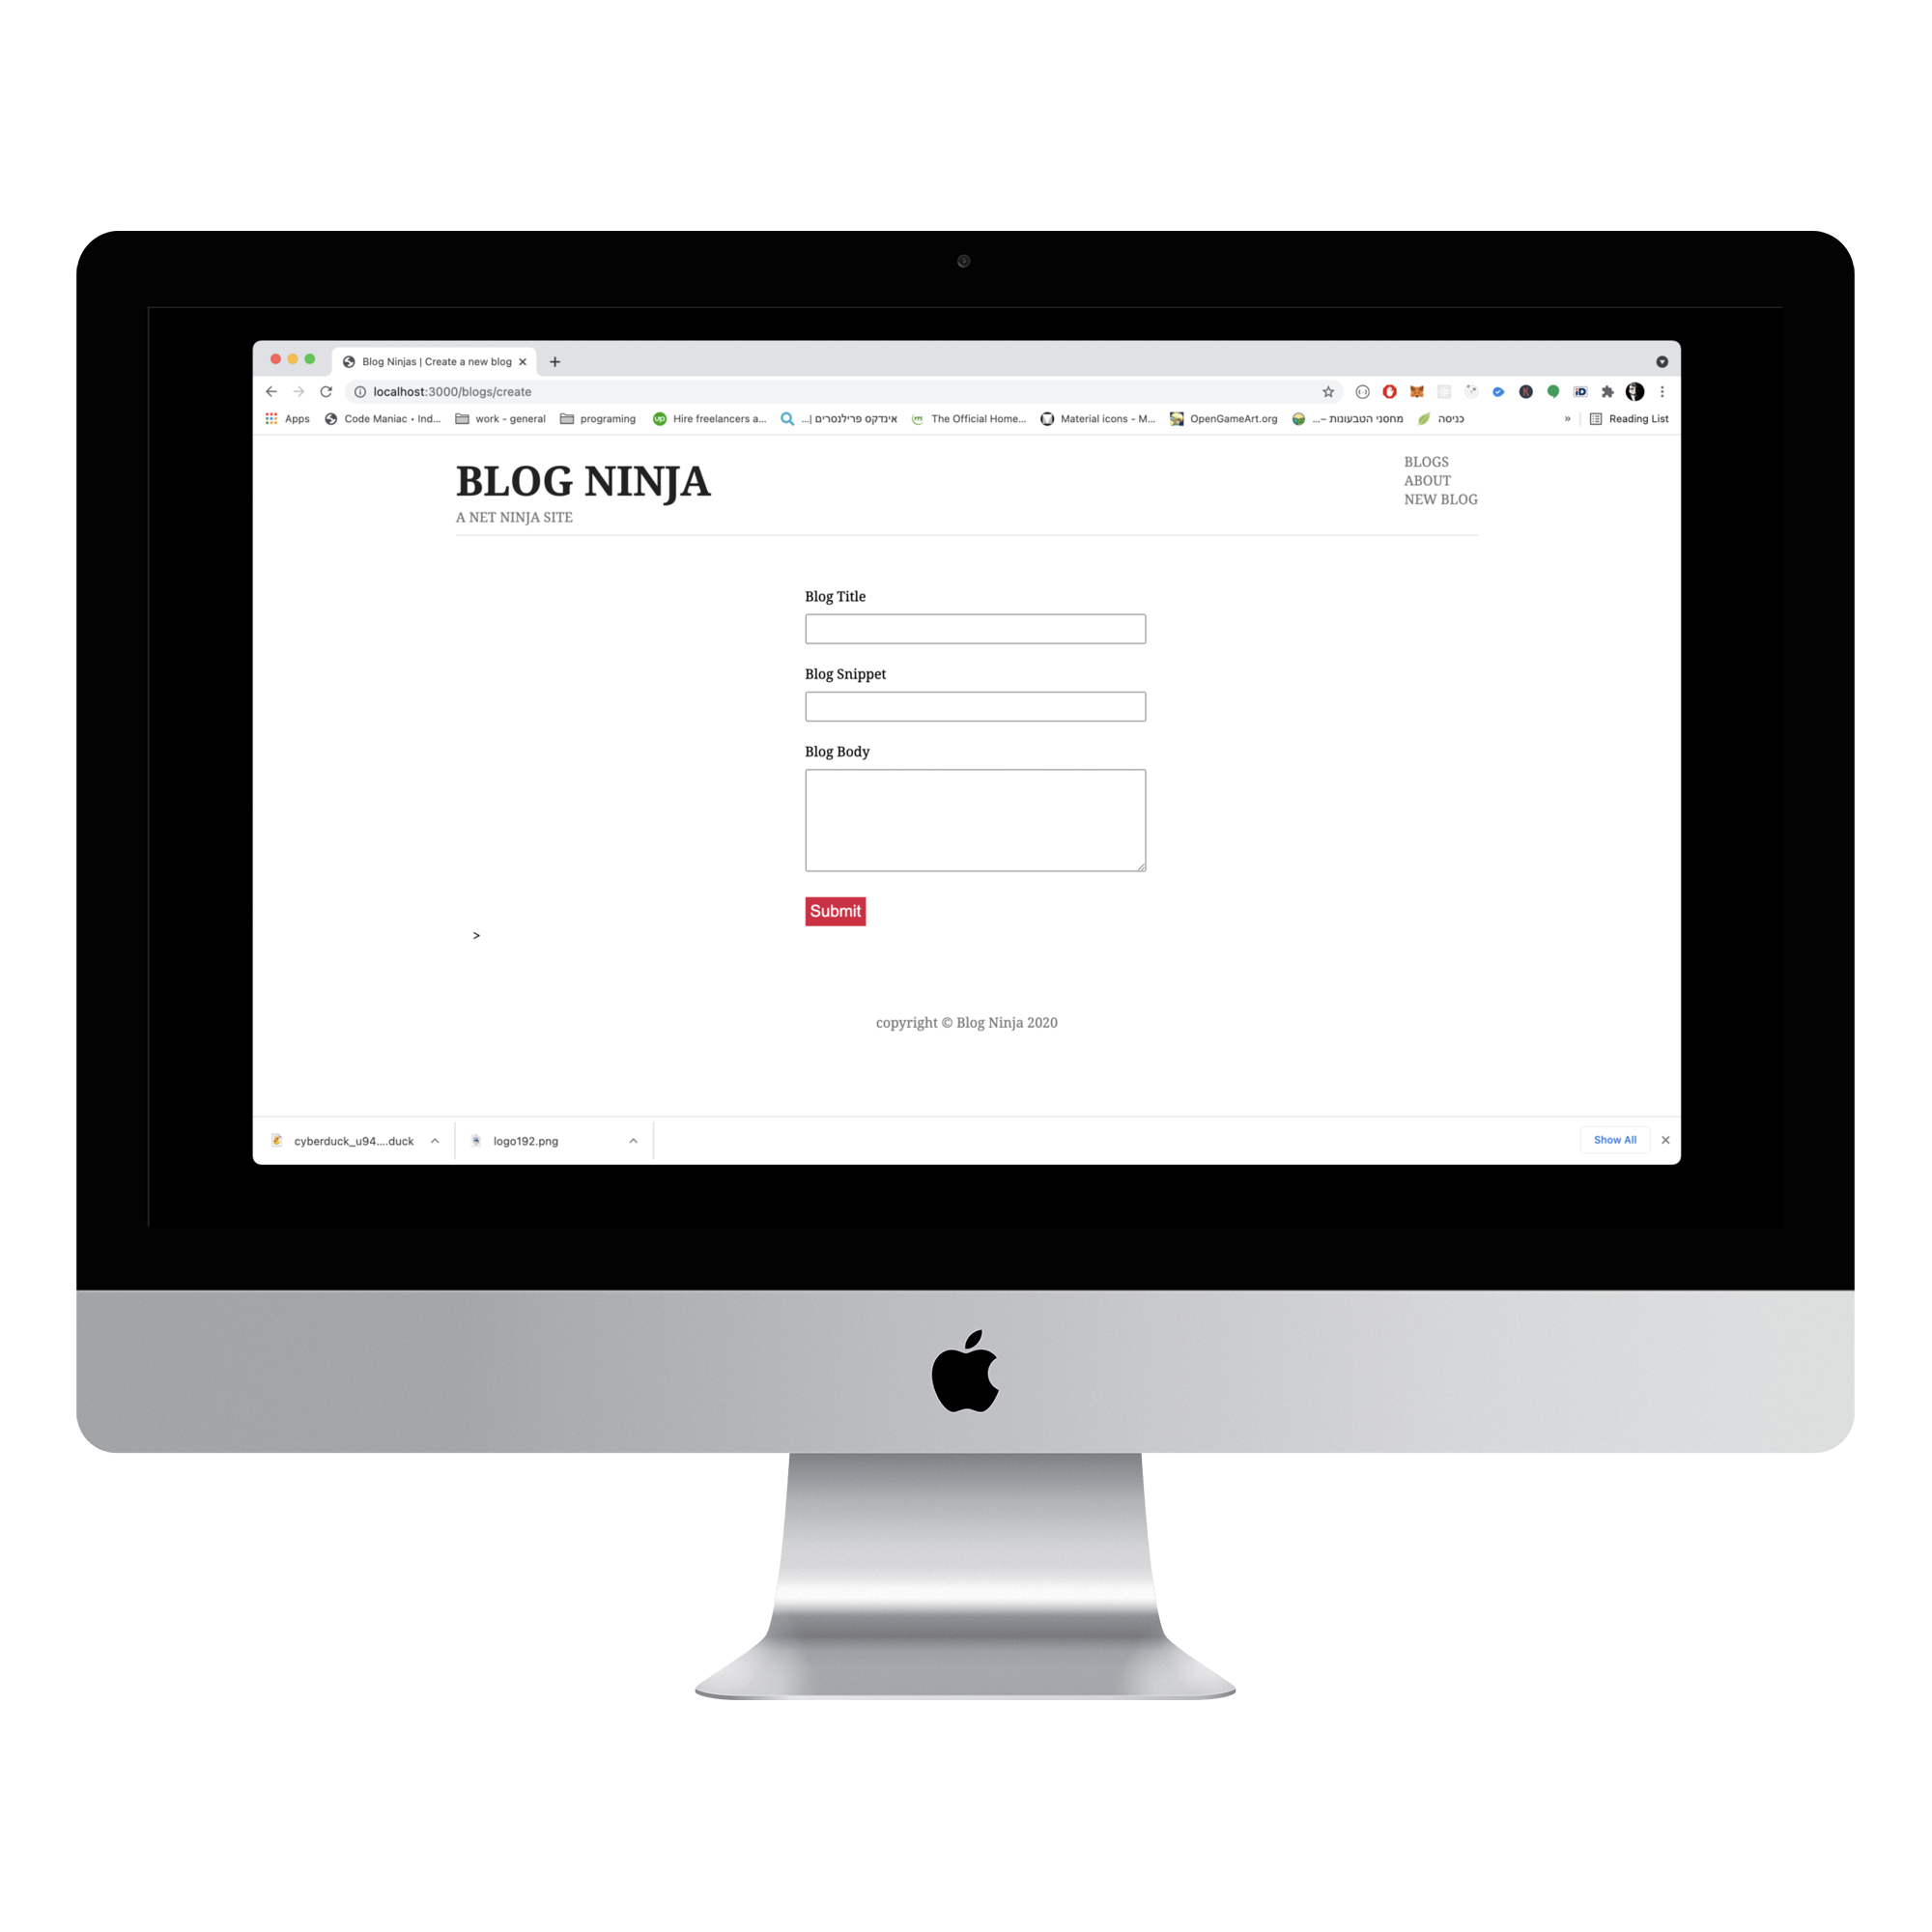 Blog Ninjas | Create a new blog
localhost:3000/blogs/create
Apps
Code Maniac • Ind...
work - general
programing
up
Hire freelancers a...
אינדקס פרילנסרים |...
The Official Home...
Material icons - M...
OpenGameArt.org
מחסני הטבעונות –...
כניסה
»
Reading List
BLOG NINJA
A NET NINJA SITE
BLOGS
ABOUT
NEW BLOG
Blog Title
Blog Snippet
Blog Body
Submit
>
copyright © Blog Ninja 2020
cyberduck_u94....duck
logo192.png
Show All